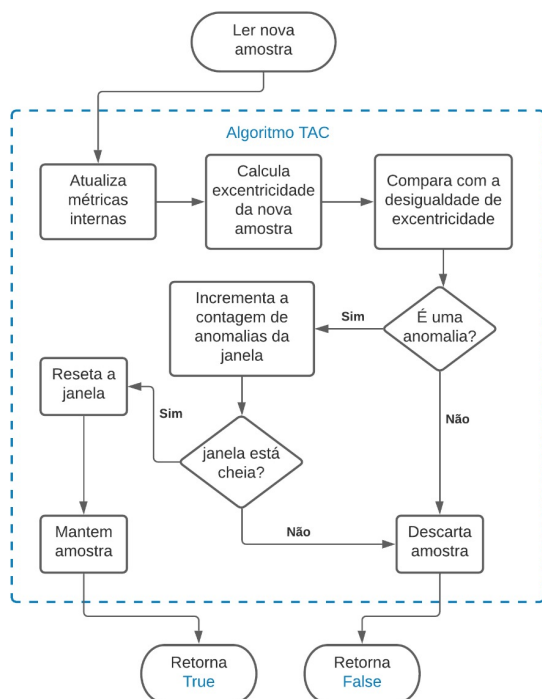 Ler nova
amostra
Algoritmo TAC
Atualiza
métricas
internas
Calcula
excentricidade
da nova
amostra
Compara com a
desigualdade de
excentricidade
Incrementa a
contagem de
anomalias da
janela
Sim
É uma
anomalia?
Reseta a
janela
Sim
Não
janela está
cheia?
Não
Mantem
amostra
Descarta
amostra
Retorna
True
Retorna
False